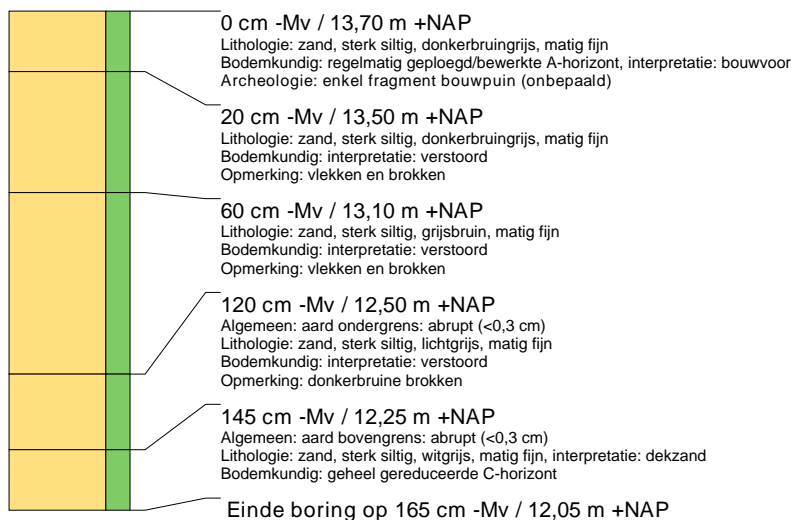 0 cm -Mv / 13,70 m +NAP
Lithologie: zand, sterk siltig, donkerbruingrijs, matig fijn
Bodemkundig: regelmatig geploegd/bewerkte A-horizont, interpretatie: bouwvoor
Archeologie: enkel fragment bouwpuin (onbepaald)
20 cm -Mv / 13,50 m +NAP
Lithologie: zand, sterk siltig, donkerbruingrijs, matig fijn
Bodemkundig: interpretatie: verstoord
Opmerking: vlekken en brokken
60 cm -Mv / 13,10 m +NAP
Lithologie: zand, sterk siltig, grijsbruin, matig fijn
Bodemkundig: interpretatie: verstoord
Opmerking: vlekken en brokken
120 cm -Mv / 12,50 m +NAP
Algemeen: aard ondergrens: abrupt (<0,3 cm)
Lithologie: zand, sterk siltig, lichtgrijs, matig fijn
Bodemkundig: interpretatie: verstoord
Opmerking: donkerbruine brokken
145 cm -Mv / 12,25 m +NAP
Algemeen: aard bovengrens: abrupt (<0,3 cm)
Lithologie: zand, sterk siltig, witgrijs, matig fijn, interpretatie: dekzand
Bodemkundig: geheel gereduceerde C-horizont
Einde boring op 165 cm -Mv / 12,05 m +NAP